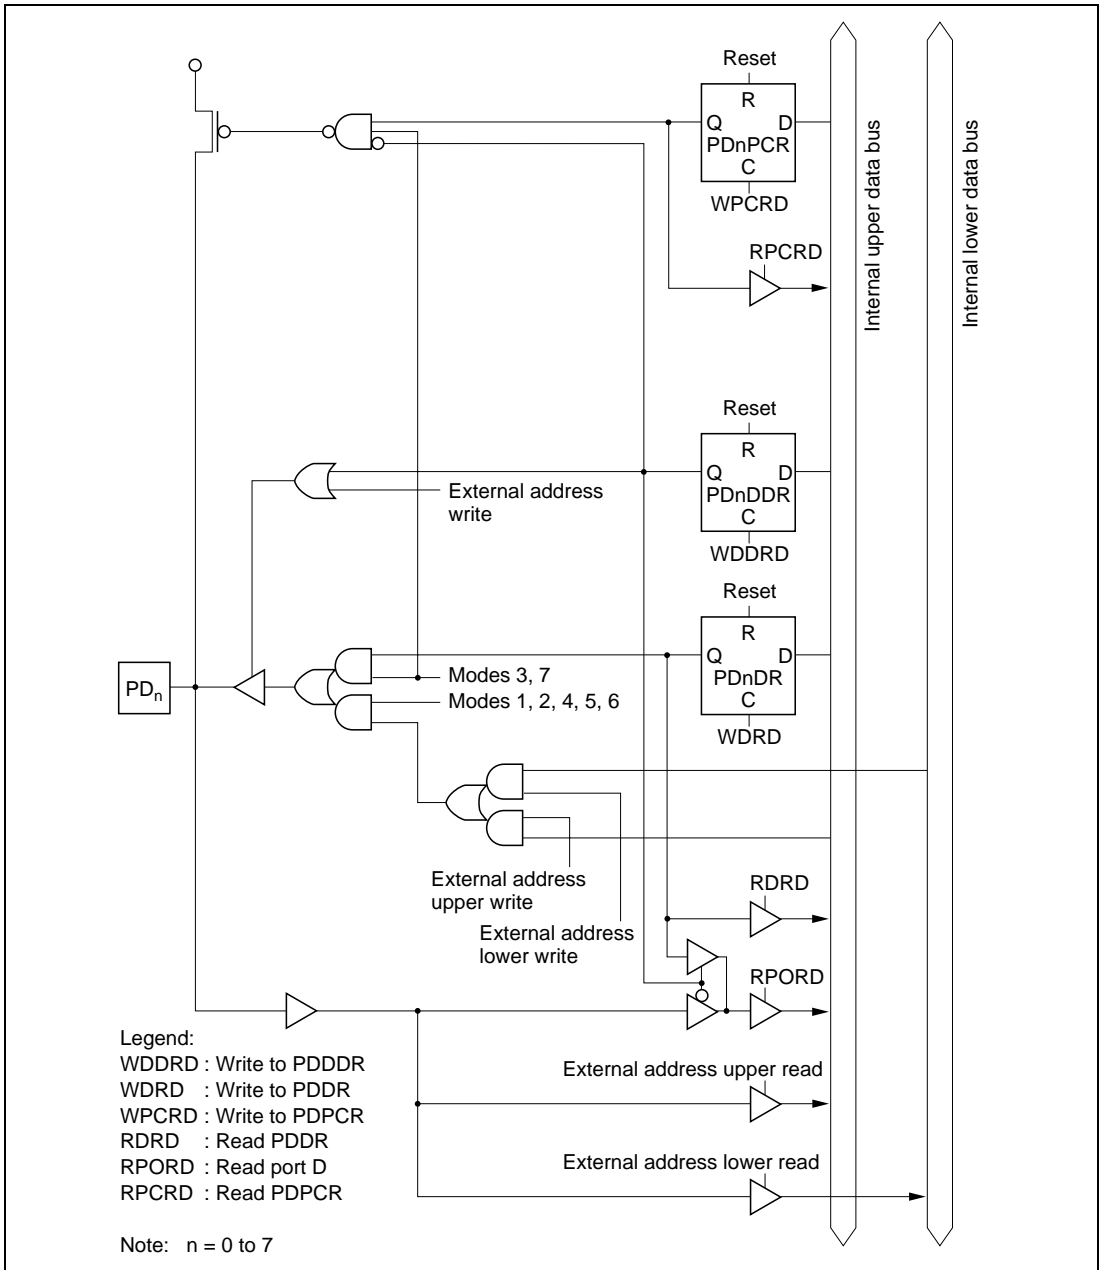 Reset
R
Q D
PDnPCR
C
WPCRD
RPCRD
Internal upper data bus
Internal lower data bus
Reset
R
Q D
PDnDDR
C
WDDRD
External address
write
Reset
R
Q D
PDnDR
C
WDRD
PDn
Modes 3, 7
Modes 1, 2, 4, 5, 6
External address
upper write
External address
lower write
RDRD
RPORD
External address upper read
External address lower read
Legend:
WDDRD : Write to PDDDR
WDRD : Write to PDDR
WPCRD : Write to PDPCR
RDRD : Read PDDR
RPORD : Read port D
RPCRD : Read PDPCR
Note: n = 0 to 7